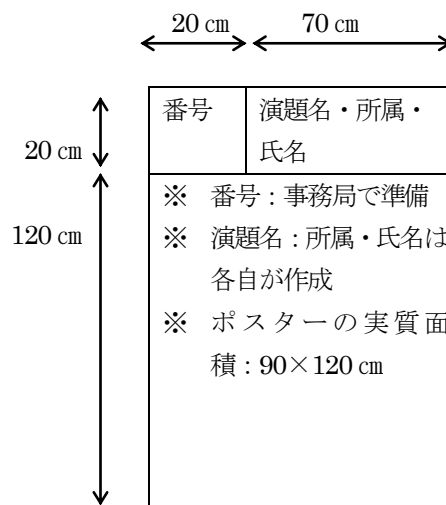 20 ㎝ 70 ㎝
番号 演題名・所属・
氏名
20 ㎝
※ 番号：事務局で準備
120 ㎝ ※ 演題名：所属・氏名は
各自が作成
※ ポスターの実質面
積：90×120 ㎝